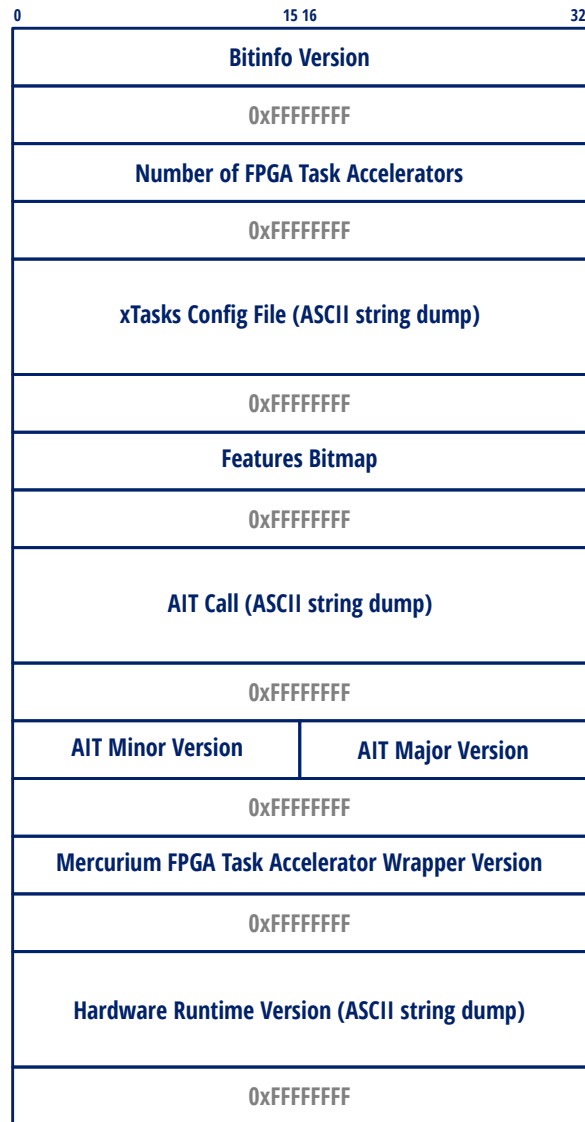 0 15 16 32
Bitinfo Version
0xFFFFFFFF
Number of FPGA Task Accelerators
0xFFFFFFFF
xTasks Config File (ASCII string dump)
0xFFFFFFFF
Features Bitmap
0xFFFFFFFF
AIT Call (ASCII string dump)
0xFFFFFFFF
AIT Minor Version AIT Major Version
0xFFFFFFFF
Mercurium FPGA Task Accelerator Wrapper Version
0xFFFFFFFF
Hardware Runtime Version (ASCII string dump)
0xFFFFFFFF